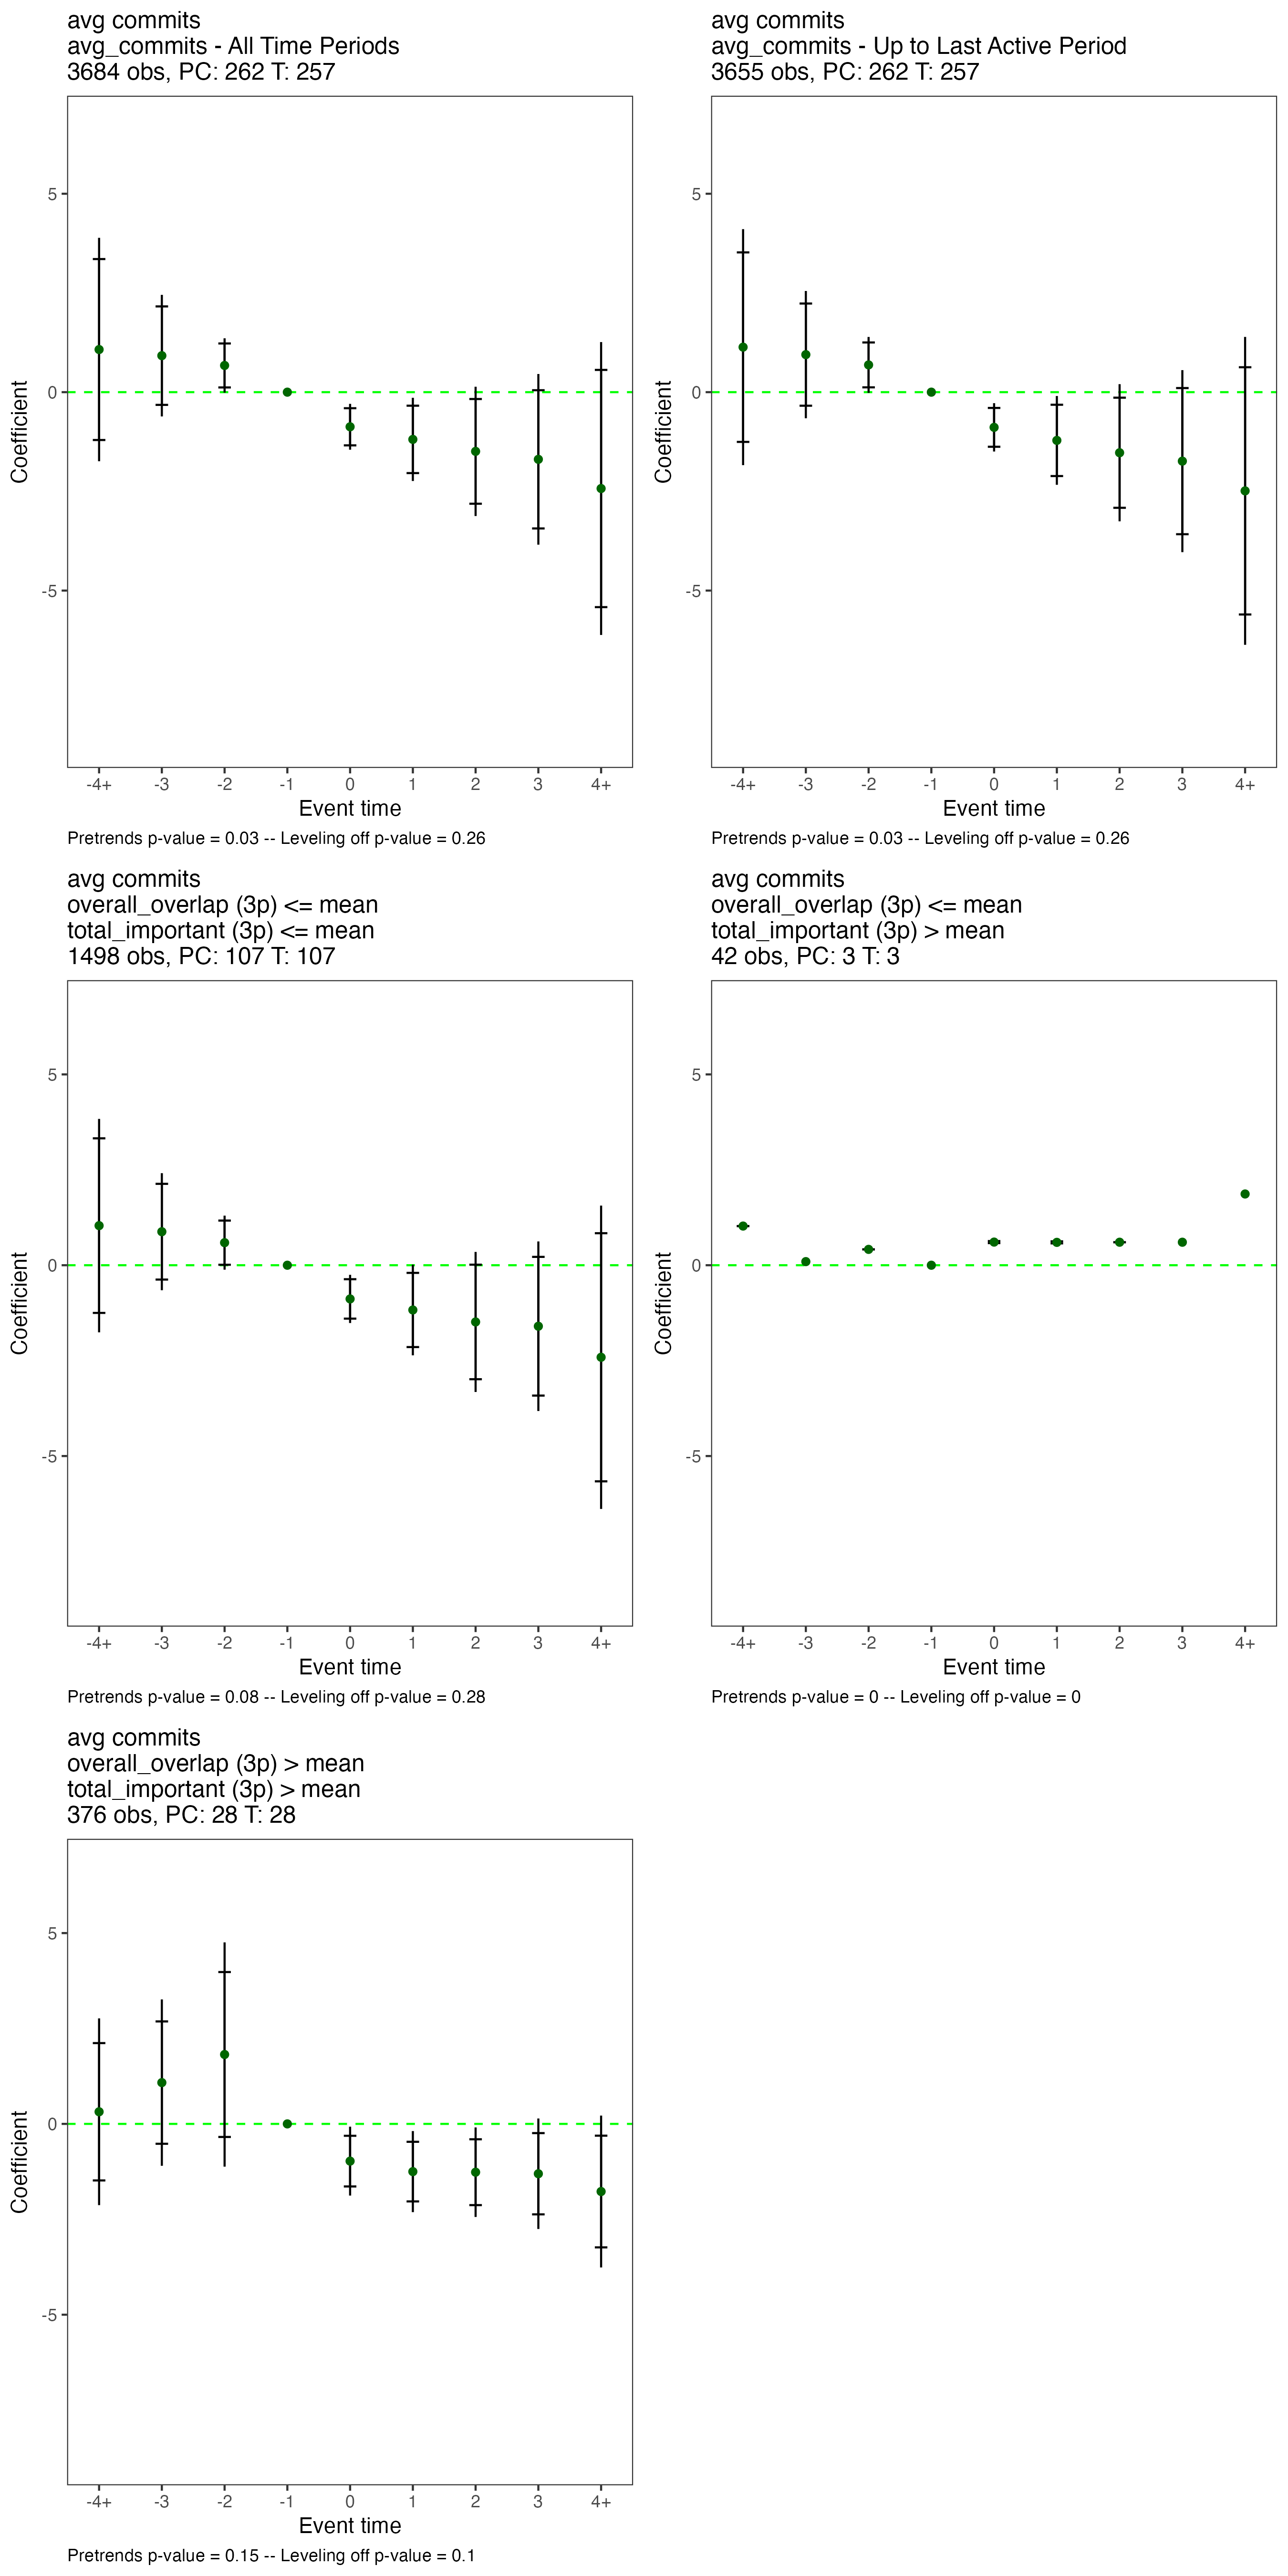 avg commits
avg_commits - All Time Periods
3684 obs, PC: 262 T: 257
Coefficient
5
0
-5
-4+ -3 -2 -1 0 1 2 3 4+
Event time
Pretrends p-value = 0.03 -- Leveling off p-value = 0.26
avg commits
avg_commits - Up to Last Active Period
3655 obs, PC: 262 T: 257
Coefficient
5
0
-5
-4+ -3 -2 -1 0 1 2 3 4+
Event time
Pretrends p-value = 0.03 -- Leveling off p-value = 0.26
avg commits
overall_overlap (3p) <= mean
total_important (3p) <= mean
1498 obs, PC: 107 T: 107
Coefficient
5
0
-5
-4+ -3 -2 -1 0 1 2 3 4+
Event time
Pretrends p-value = 0.08 -- Leveling off p-value = 0.28
avg commits
overall_overlap (3p) <= mean
total_important (3p) > mean
42 obs, PC: 3 T: 3
Coefficient
5
0
-5
-4+ -3 -2 -1 0 1 2 3 4+
Event time
Pretrends p-value = 0 -- Leveling off p-value = 0
avg commits
overall_overlap (3p) > mean
total_important (3p) > mean
376 obs, PC: 28 T: 28
Coefficient
5
0
-5
-4+ -3 -2 -1 0 1 2 3 4+
Event time
Pretrends p-value = 0.15 -- Leveling off p-value = 0.1